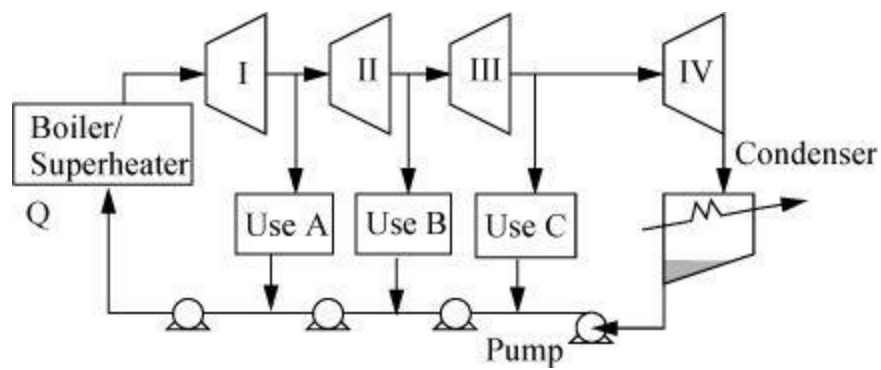 I
II
III
IV
Boiler/
Superheater
Condenser
Q
Use A
Use B
Use C
Pump